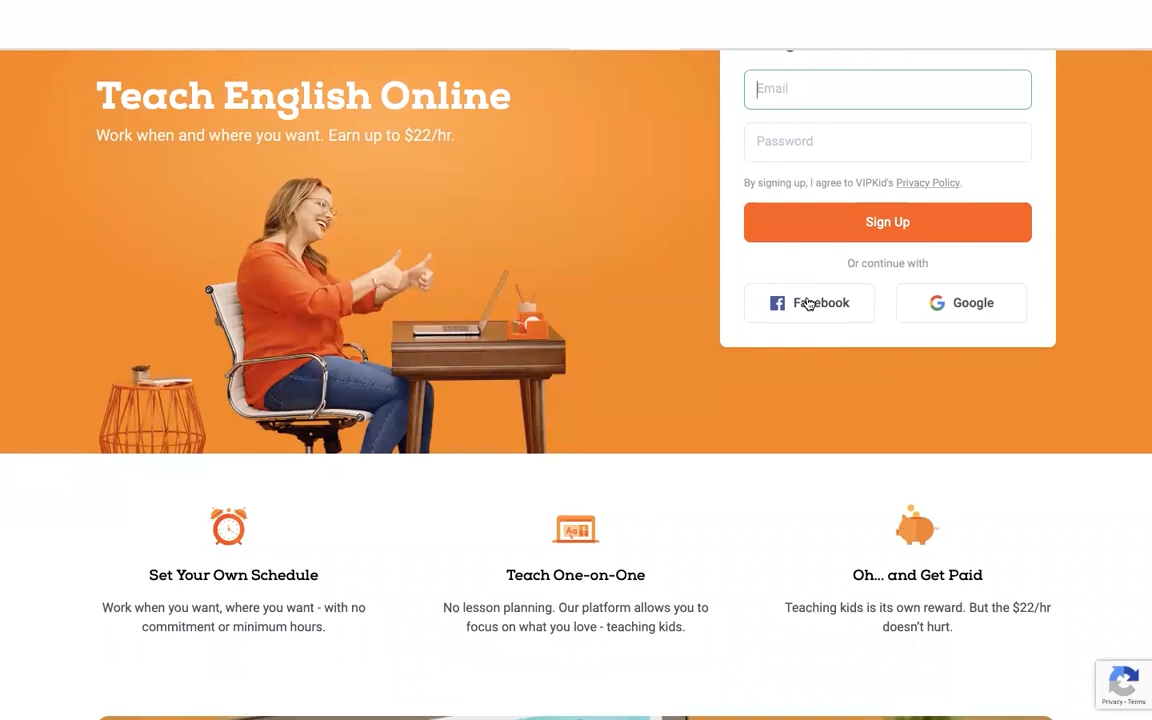 Teach English Online
Work when and where you want. Earn up to $22/hr.
Email
Password
By signing up, I agree to VIPKid's Privacy Policy.
Sign Up
Or continue with
Facebook
Google
Set Your Own Schedule
Work when you want, where you want - with no
commitment or minimum hours.
Aa
Teach One-on-One
No lesson planning. Our platform allows you to
focus on what you love - teaching kids.
Oh... and Get Paid
Teaching kids is its own reward. But the $22/hr
doesn't hurt.
Privacy - Terms